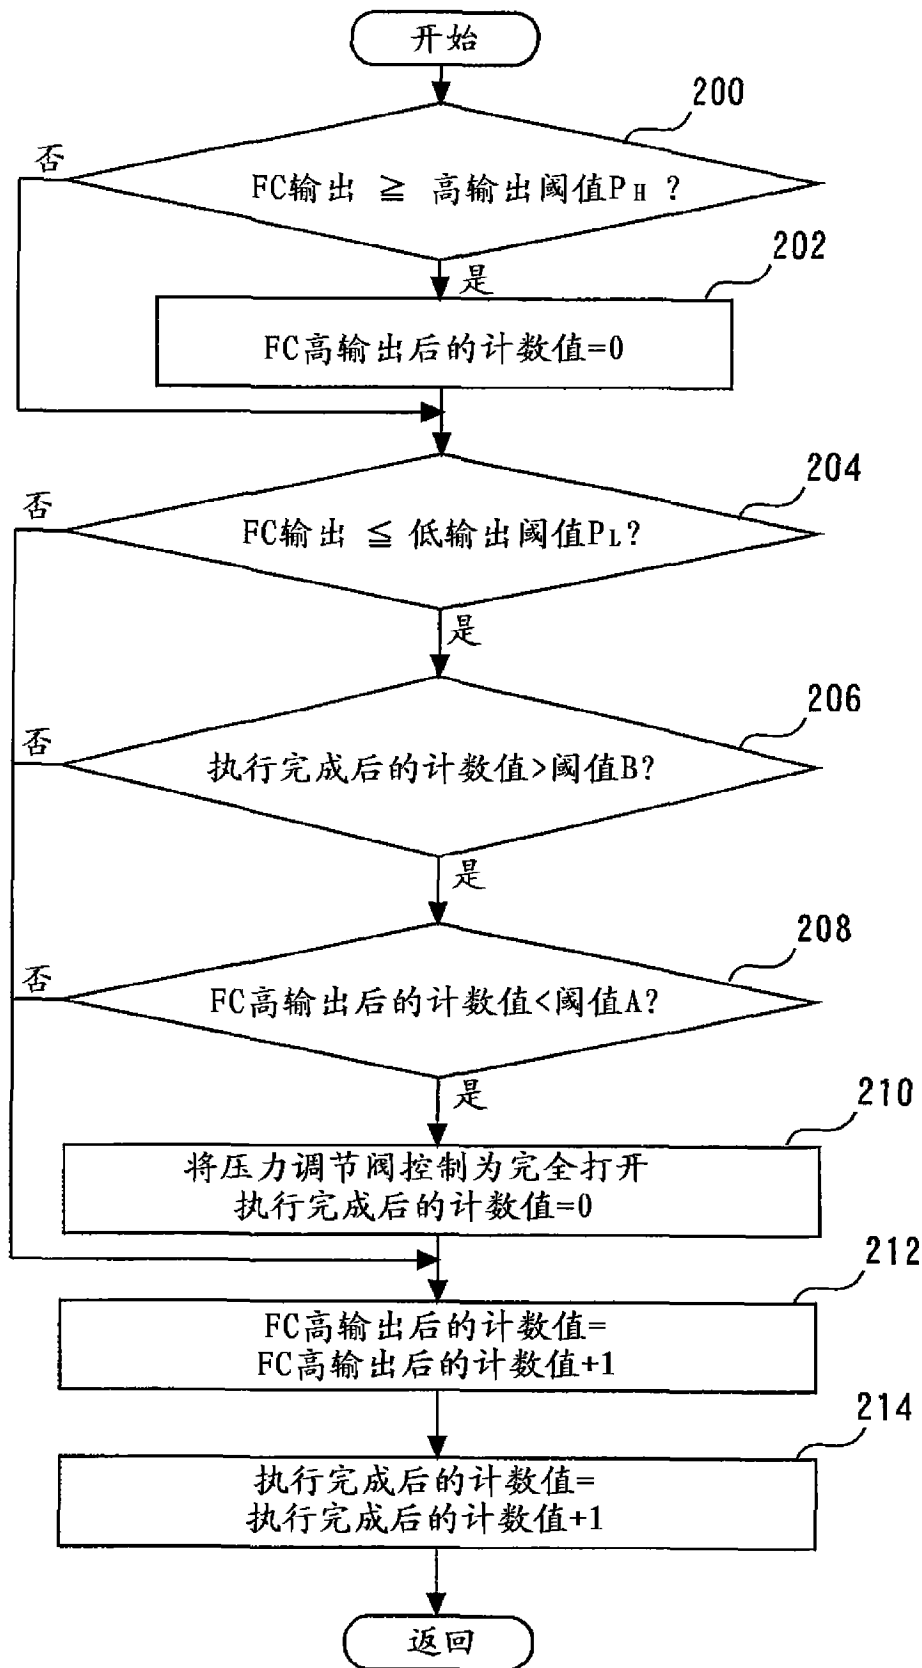 开始
200
否
FC输出 ≧ 高输出阈值PH ?
是
202
FC高输出后的计数值=0
204
否
FC输出 ≦ 低输出阈值PL?
是
206
否
执行完成后的计数值>阈值B?
是
208
否
FC高输出后的计数值<阈值A?
是
210
将压力调节阀控制为完全打开
执行完成后的计数值=0
212
FC高输出后的计数值=
FC高输出后的计数值+1
214
执行完成后的计数值=
执行完成后的计数值+1
返回